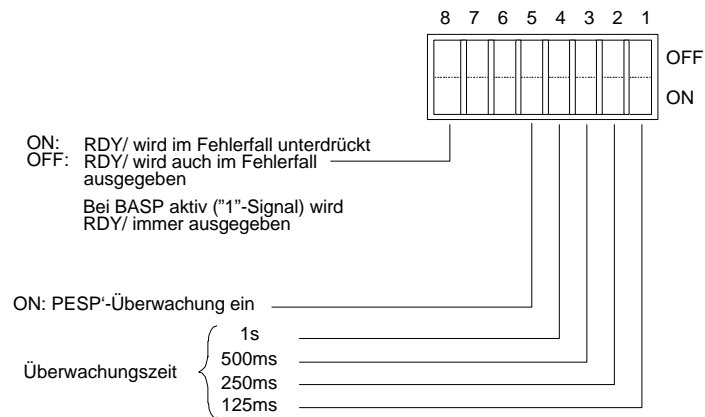 8 7 6 5 4 3 2 1
OFF
ON
ON: RDY/ wird im Fehlerfall unterdrückt
OFF: RDY/ wird auch im Fehlerfall
ausgegeben
Bei BASP aktiv ("1"-Signal) wird
RDY/ immer ausgegeben
ON: PESP‘-Überwachung ein
1s
500ms
Überwachungszeit
250ms
125ms